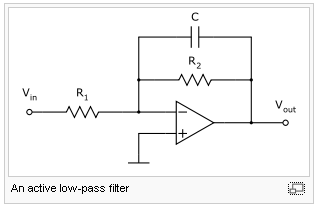 C
R2
Vin
R1
Vout
−
+
An active low-pass filter